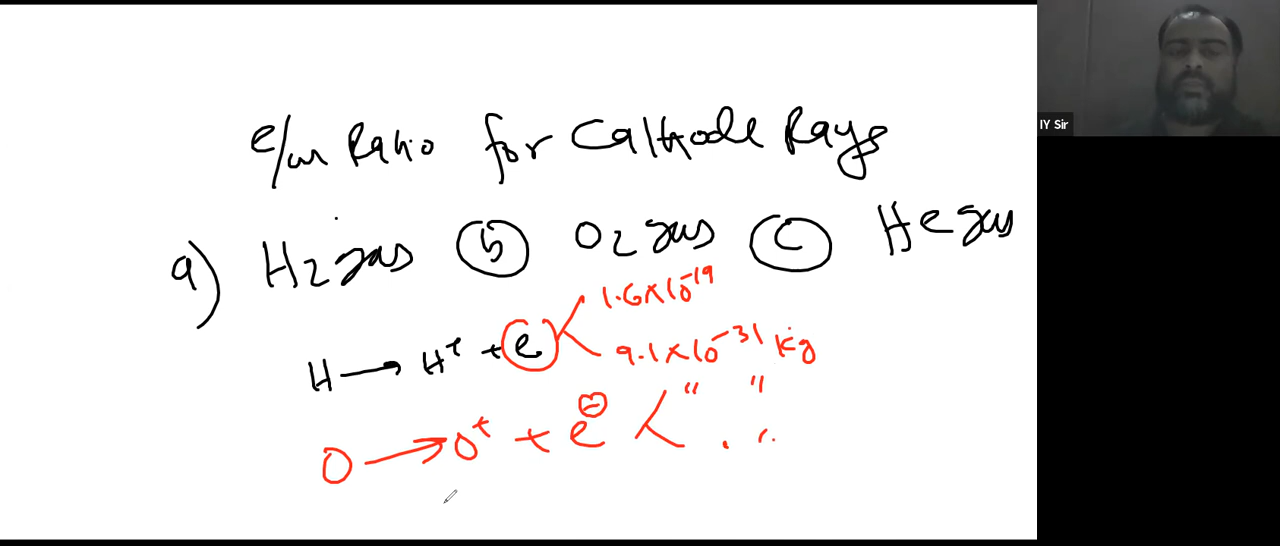 e/m Ratio for Cathode Rays
a) H2 gas (b) O2 gas (c) He gas
1.6×10⁻¹⁹
H → H⁺ + e 9.1×10⁻³¹ kg
O → O⁺ + e⊖ " "
IY Sir